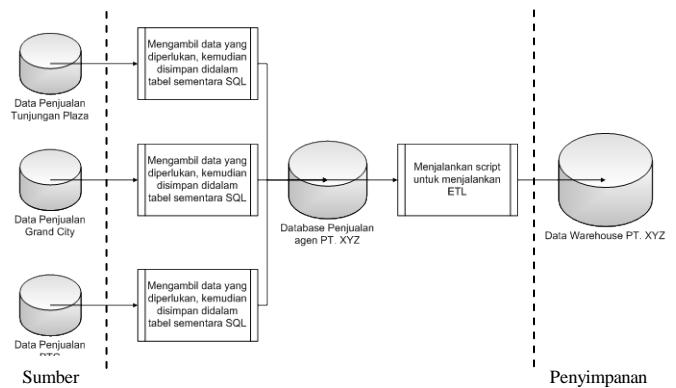 Data Penjualan
Tunjungan Plaza
Mengambil data yang
diperlukan, kemudian
disimpan didalam
tabel sementara SQL
Data Penjualan
Grand City
Mengambil data yang
diperlukan, kemudian
disimpan didalam
tabel sementara SQL
Database Penjualan
agen PT. XYZ
Menjalankan script
untuk menjalankan
ETL
Data Warehouse PT. XYZ
Data Penjualan
Mengambil data yang
diperlukan, kemudian
disimpan didalam
tabel sementara SQL
Sumber
Penyimpanan